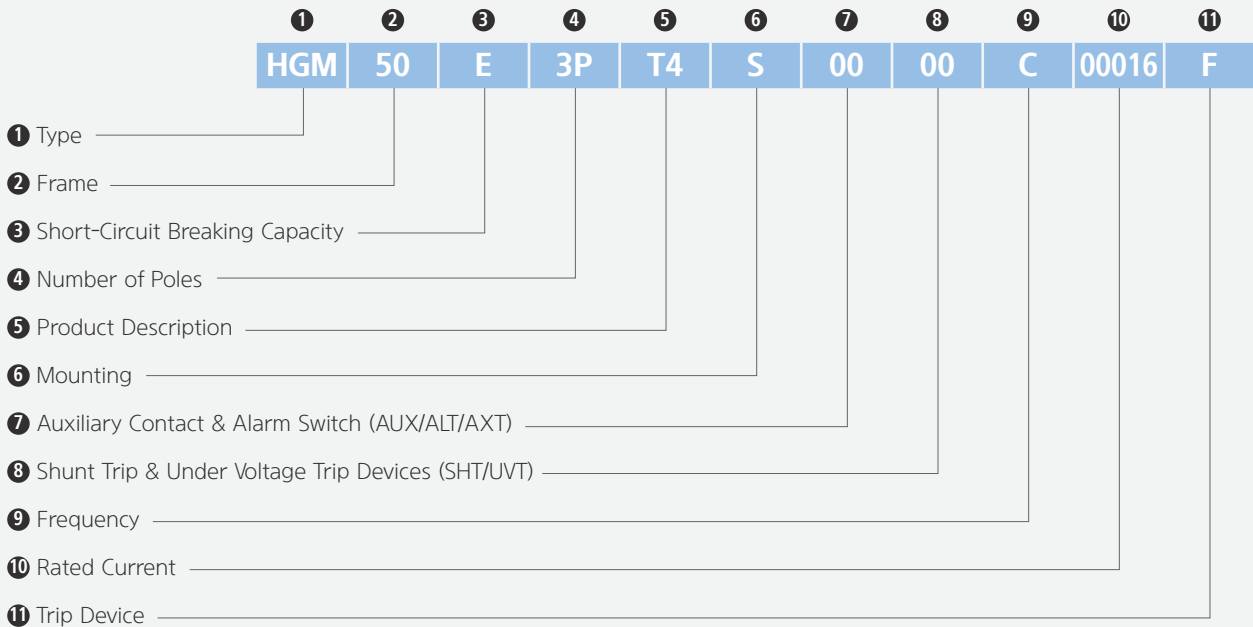 ❶ ❷ ❸ ❹ ❺ ❻ ❼ ❽ ❾ ❿ ⓫
HGM 50 E 3P T4 S 00 00 C 00016 F
❶ Type
❷ Frame
❸ Short-Circuit Breaking Capacity
❹ Number of Poles
❺ Product Description
❻ Mounting
❼ Auxiliary Contact & Alarm Switch (AUX/ALT/AXT)
❽ Shunt Trip & Under Voltage Trip Devices (SHT/UVT)
❾ Frequency
❿ Rated Current
⓫ Trip Device